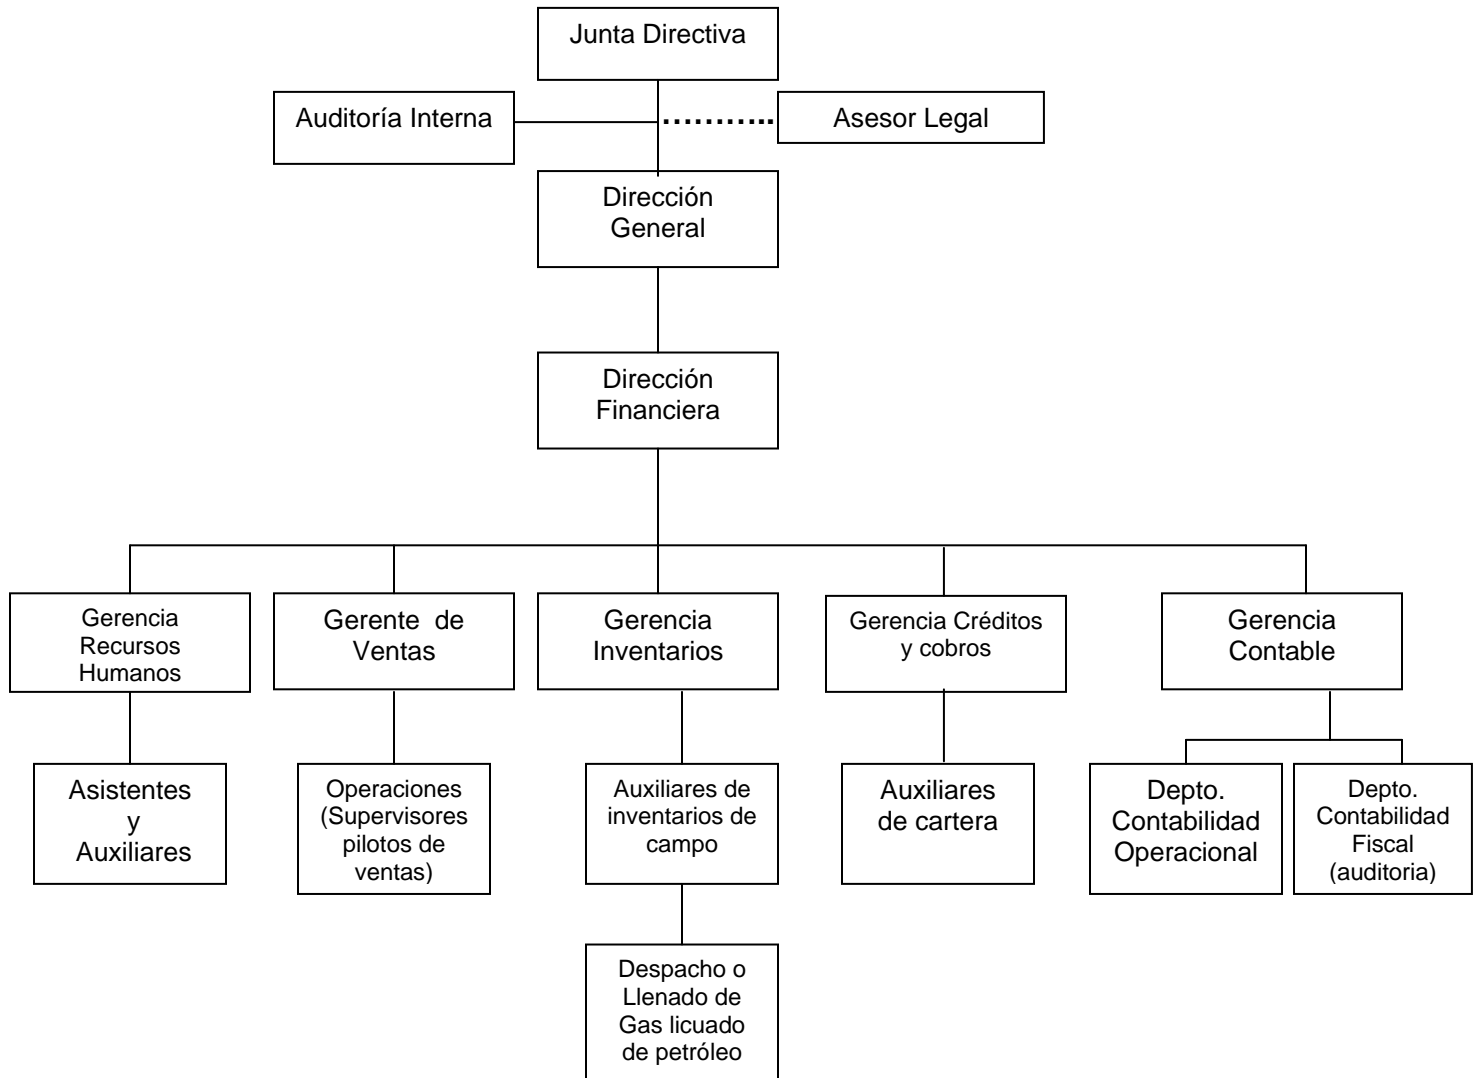 Junta Directiva
Auditoría Interna
Asesor Legal
Dirección
General
Dirección
Financiera
Gerencia
Recursos
Humanos
Gerente de
Ventas
Gerencia
Inventarios
Gerencia Créditos
y cobros
Gerencia
Contable
Asistentes
y
Auxiliares
Operaciones
(Supervisores
pilotos de
ventas)
Auxiliares de
inventarios de
campo
Auxiliares
de cartera
Depto.
Contabilidad
Operacional
Depto.
Contabilidad
Fiscal
(auditoria)
Despacho o
Llenado de
Gas licuado
de petróleo